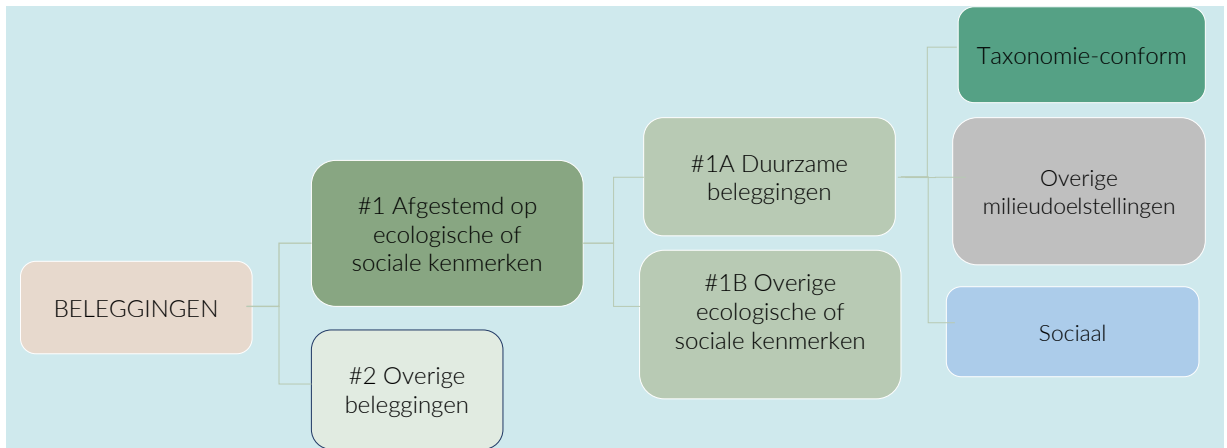 BELEGGINGEN
#1 Afgestemd op
ecologische of
sociale kenmerken
#2 Overige
beleggingen
#1A Duurzame
beleggingen
#1B Overige
ecologische of
sociale kenmerken
Taxonomie-conform
Overige
milieudoelstellingen
Sociaal